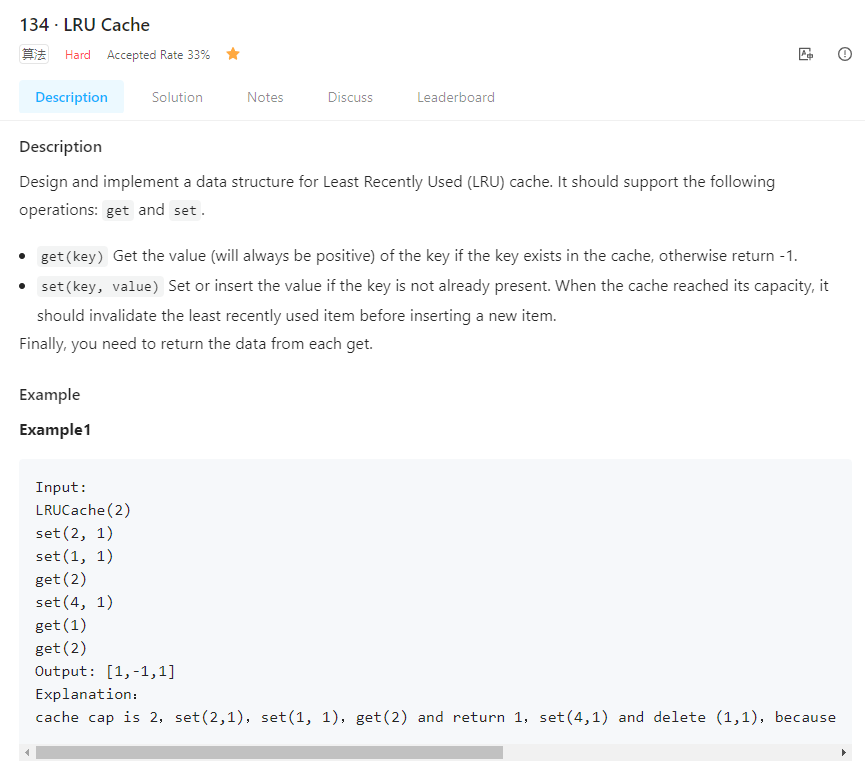 134 · LRU Cache
算法 Hard Accepted Rate 33%
Description Solution Notes Discuss Leaderboard
Description
Design and implement a data structure for Least Recently Used (LRU) cache. It should support the following
operations: get and set.
get(key) Get the value (will always be positive) of the key if the key exists in the cache, otherwise return -1.
set(key, value) Set or insert the value if the key is not already present. When the cache reached its capacity, it
should invalidate the least recently used item before inserting a new item.
Finally, you need to return the data from each get.
Example
Example1
Input:
LRUCache(2)
set(2, 1)
set(1, 1)
get(2)
set(4, 1)
get(1)
get(2)
Output: [1,-1,1]
Explanation：
cache cap is 2，set(2,1)，set(1, 1)，get(2) and return 1，set(4,1) and delete (1,1)，because